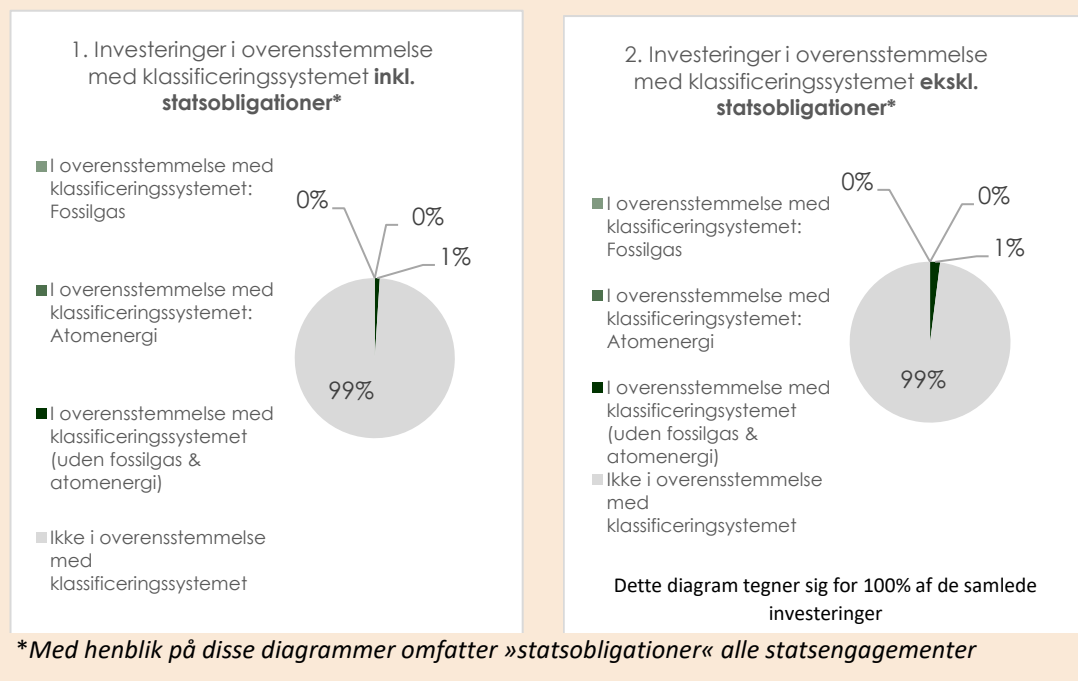 1. Investeringer i overensstemmelse
med klassificeringssystemet inkl.
statsobligationer*
I overensstemmelse med
klassificeringssystemet:
Fossilgas
I overensstemmelse med
klassificeringssystemet:
Atomenergi
I overensstemmelse med
klassificeringssystemet
(uden fossilgas &
atomenergi)
Ikke i overensstemmelse
med
klassificeringssystemet
0%
0%
1%
99%
2. Investeringer i overensstemmelse
med klassificeringssystemet ekskl.
statsobligationer*
I overensstemmelse med
klassificeringsytemet:
Fossilgas
I overensstemmelse med
klassificeringssystemet:
Atomenergi
I overensstemmelse med
klassificeringssystemet
(uden fossilgas &
atomenergi)
Ikke i overensstemmelse
med
klassificeringsytemet
0%
0%
1%
99%
Dette diagram tegner sig for 100% af de samlede
investeringer
*Med henblik på disse diagrammer omfatter »statsobligationer« alle statsengagementer